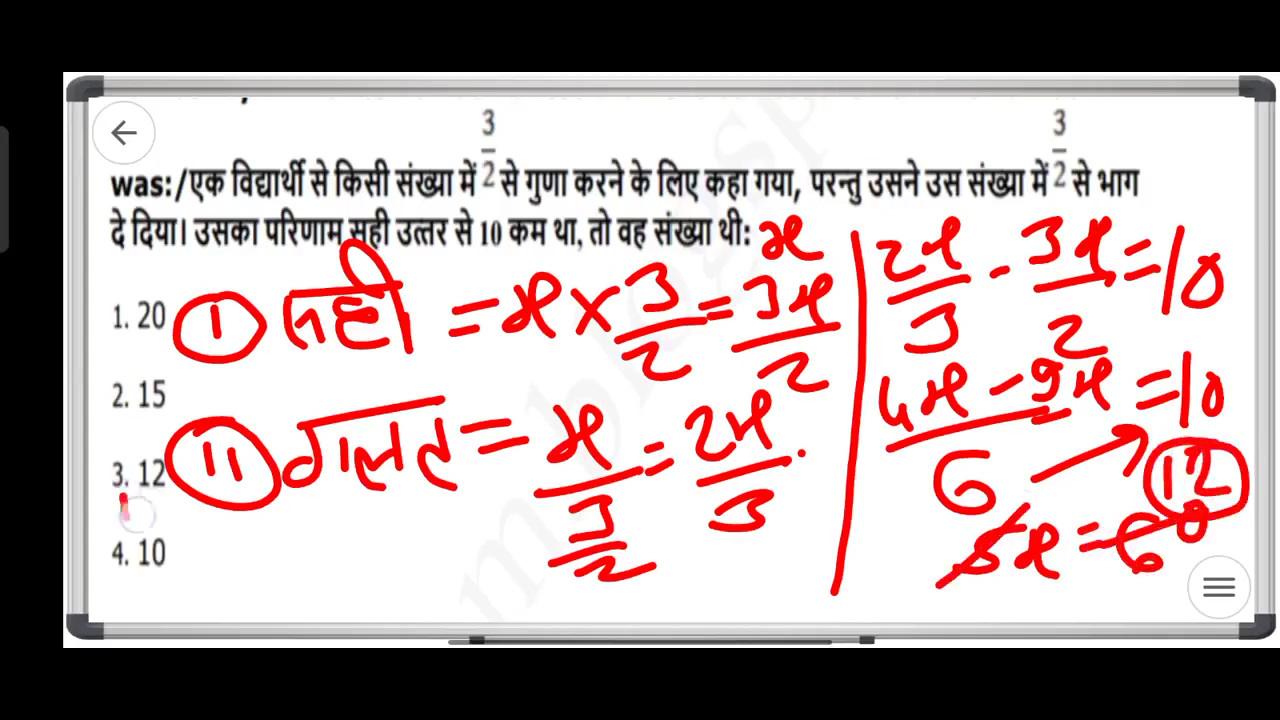 was:/एक विद्यार्थी से किसी संख्या में 3/2 से गुणा करने के लिए कहा गया, परन्तु उसने उस संख्या में 3/2 से भाग
दे दिया। उसका परिणाम सही उत्तर से 10 कम था, तो वह संख्या थी: x
1. 20
2. 15
3. 12
4. 10
① सही = x × 3/2 = 3x/2
⑪ गलत = x/(3/2) = 2x/3
2x/3 - 3x/2 = 10
(4x - 9x)/6 = 10
5x = 60
12